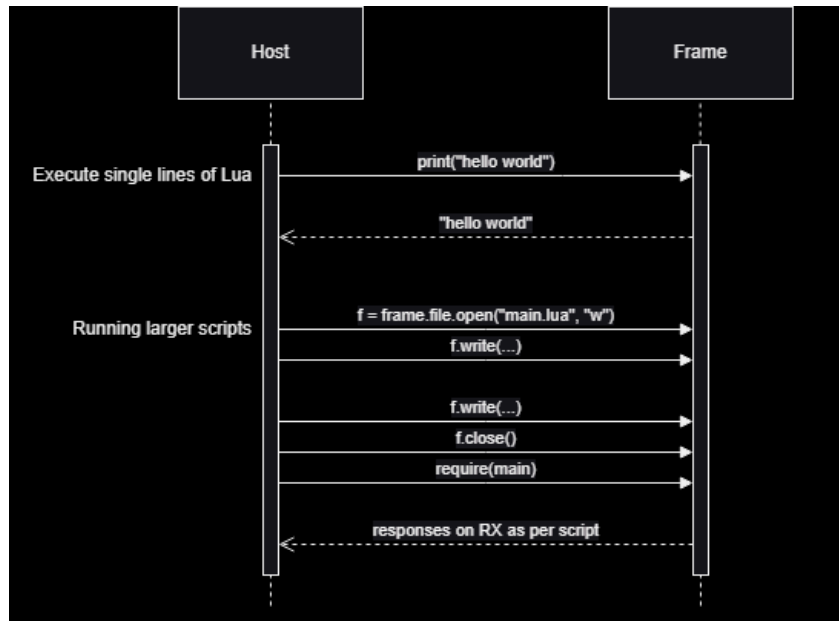 Host
Frame
Execute single lines of Lua
print("hello world")
"hello world"
Running larger scripts
f = frame.file.open("main.lua", "w")
f.write(...)
f.write(...)
f.close()
require(main)
responses on RX as per script